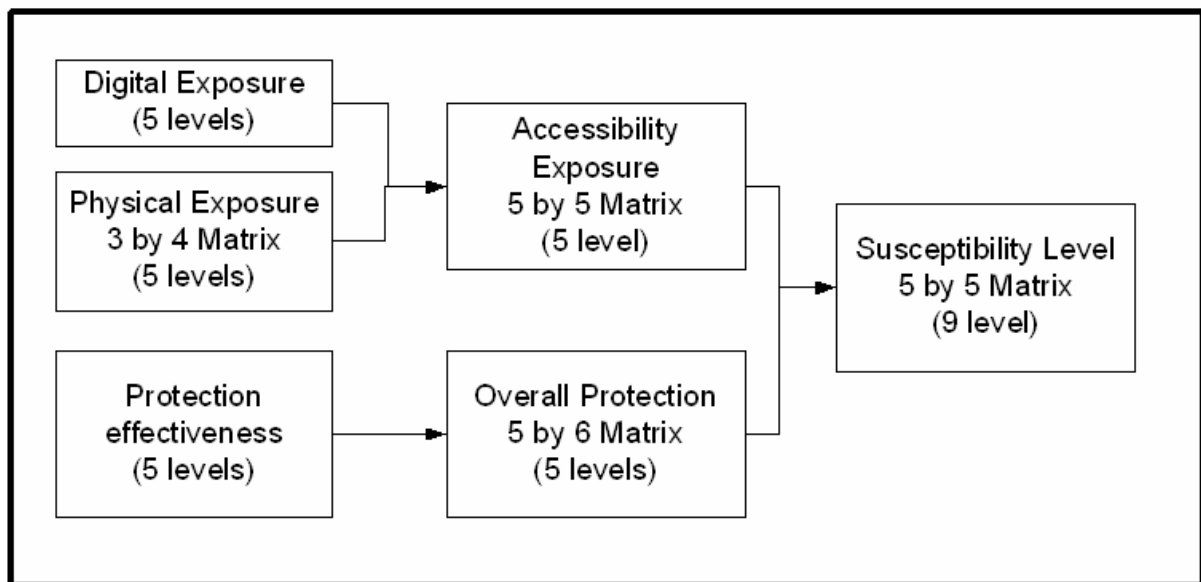 Digital Exposure
(5 levels)
Physical Exposure
3 by 4 Matrix
(5 levels)
Protection
effectiveness
(5 levels)
Accessibility
Exposure
5 by 5 Matrix
(5 level)
Overall Protection
5 by 6 Matrix
(5 levels)
Susceptibility Level
5 by 5 Matrix
(9 level)